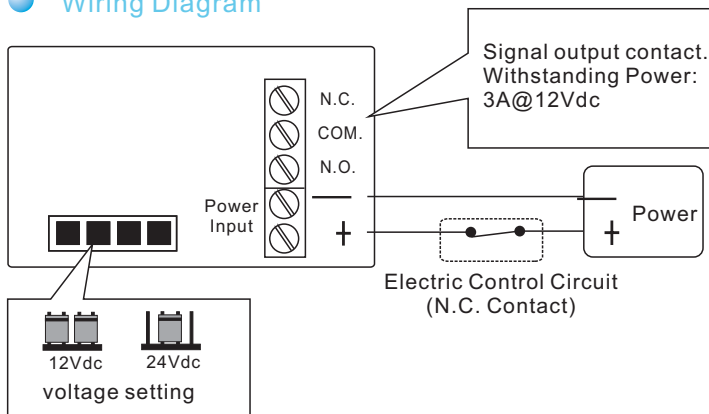 Wiring Diagram
Signal output contact.
Withstanding Power:
3A@12Vdc
N.C.
COM.
N.O.
Power
Input
—
+
—
+
Power
Electric Control Circuit
(N.C. Contact)
12Vdc
24Vdc
voltage setting